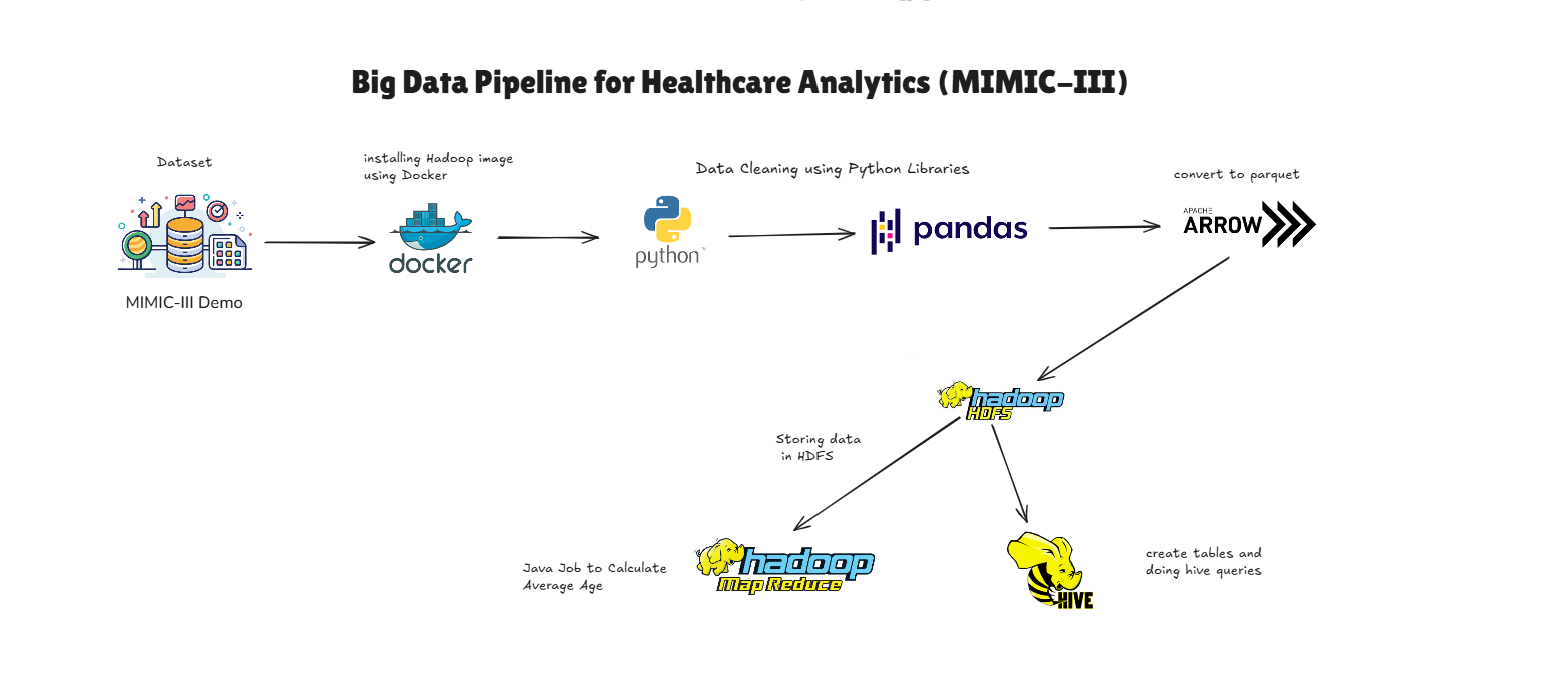 Big Data Pipeline for Healthcare Analytics (MIMIC-III)
Dataset
installing Hadoop image
using Docker
Data Cleaning using Python Libraries
convert to parquet
docker
python™
pandas
APACHE
ARROW
MIMIC-III Demo
hadoop
HDFS
Storing data
in HDFS
Java Job to Calculate
Average Age
hadoop
Map Reduce
HIVE
create tables and
doing hive queries